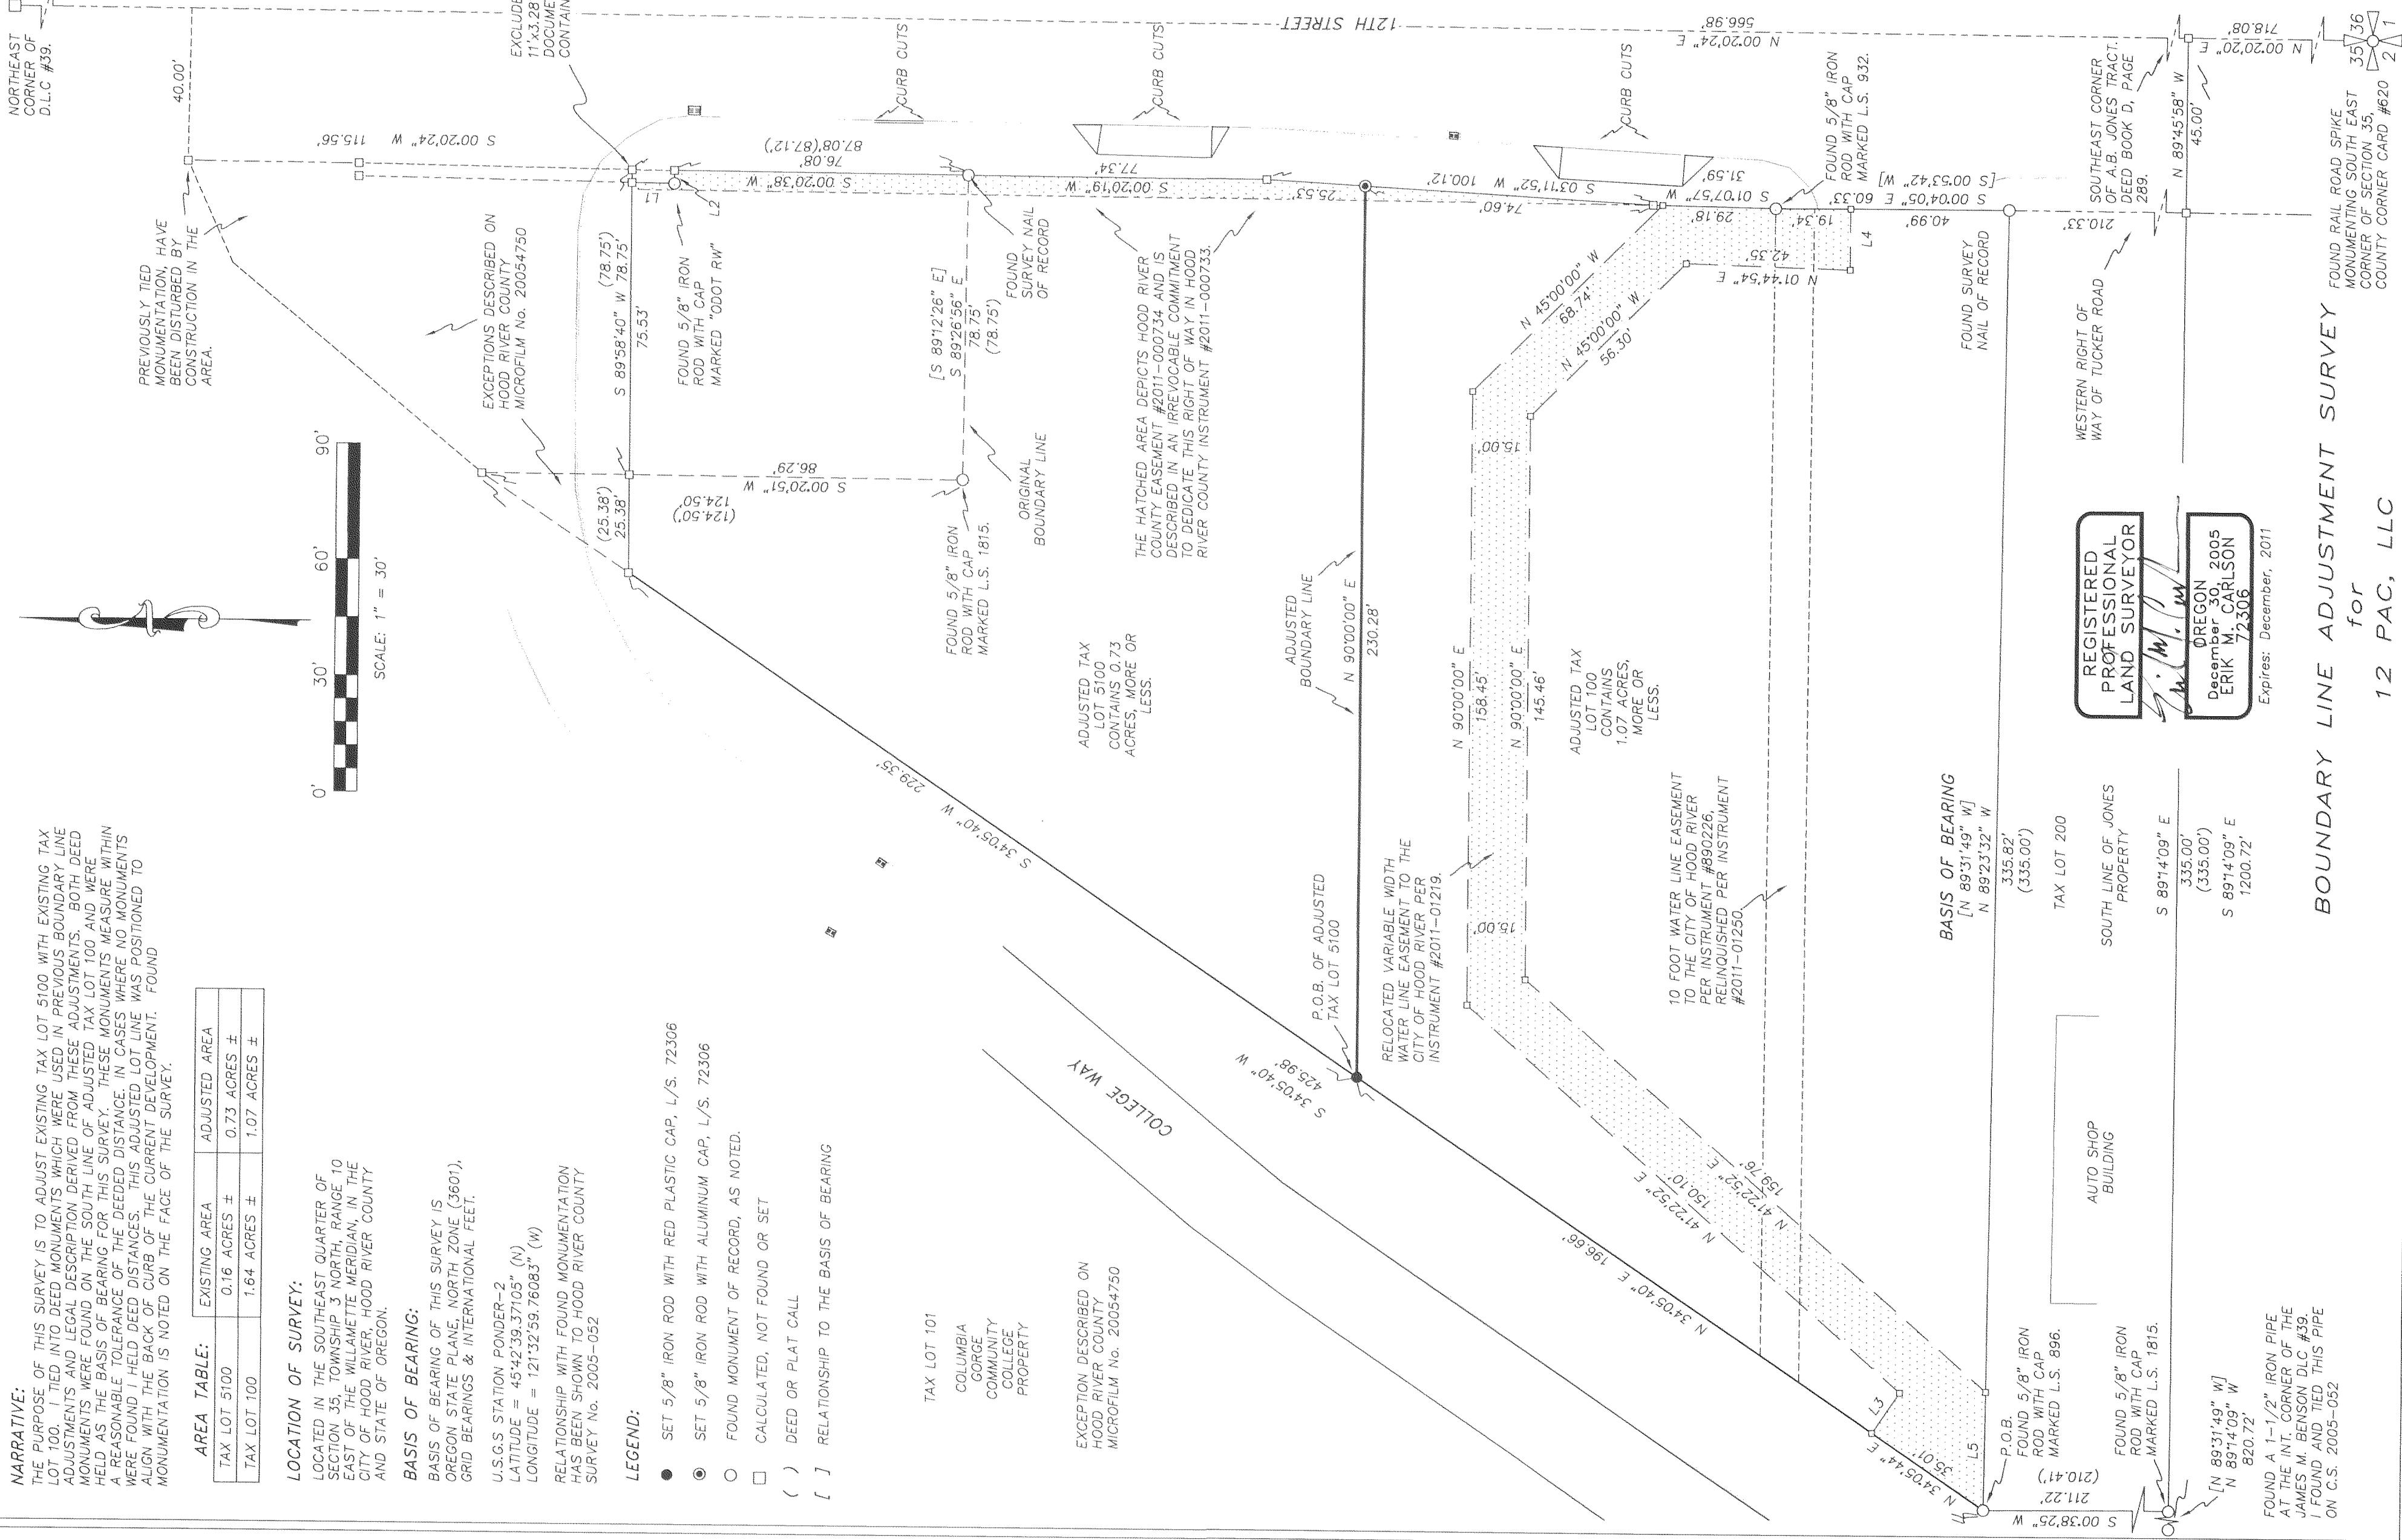 NARRATIVE:
THE PURPOSE OF THIS SURVEY IS TO ADJUST EXISTING TAX LOT 5100 WITH EXISTING TAX
LOT 100. I TIED INTO DEED MONUMENTS WHICH WERE USED IN PREVIOUS BOUNDARY LINE
ADJUSTMENTS AND LEGAL DESCRIPTION DERIVED FROM THESE ADJUSTMENTS. BOTH DEED
MONUMENTS WERE FOUND ON THE SOUTH LINE OF ADJUSTED TAX LOT 100 AND WERE
HELD AS THE BASIS OF BEARING FOR THIS SURVEY. THESE MONUMENTS MEASURE WITHIN
A REASONABLE TOLERANCE OF THE DEEDED DISTANCE. IN CASES WHERE NO MONUMENTS
WERE FOUND I HELD DEED DISTANCES. THIS ADJUSTED LOT LINE WAS POSITIONED TO
ALIGN WITH THE BACK OF CURB OF THE CURRENT DEVELOPMENT. FOUND
MONUMENTATION IS NOTED ON THE FACE OF THE SURVEY.
AREA TABLE: EXISTING AREA ADJUSTED AREA
TAX LOT 5100 0.16 ACRES ± 0.73 ACRES ±
TAX LOT 100 1.64 ACRES ± 1.07 ACRES ±
LOCATION OF SURVEY:
LOCATED IN THE SOUTHEAST QUARTER OF
SECTION 35, TOWNSHIP 3 NORTH, RANGE 10
EAST OF THE WILLAMETTE MERIDIAN, IN THE
CITY OF HOOD RIVER, HOOD RIVER COUNTY
AND STATE OF OREGON.
BASIS OF BEARING:
BASIS OF BEARING OF THIS SURVEY IS
OREGON STATE PLANE, NORTH ZONE (3601),
GRID BEARINGS & INTERNATIONAL FEET.
U.S.G.S STATION PONDER-2
LATITUDE = 45°42'39.37105" (N)
LONGITUDE = 121°32'59.76083" (W)
RELATIONSHIP WITH FOUND MONUMENTATION
HAS BEEN SHOWN TO HOOD RIVER COUNTY
SURVEY No. 2005-052
LEGEND:
SET 5/8" IRON ROD WITH RED PLASTIC CAP, L/S. 72306
SET 5/8" IRON ROD WITH ALUMINUM CAP, L/S. 72306
FOUND MONUMENT OF RECORD, AS NOTED.
CALCULATED, NOT FOUND OR SET
( ) DEED OR PLAT CALL
[ ] RELATIONSHIP TO THE BASIS OF BEARING
TAX LOT 101
COLUMBIA
GORGE
COMMUNITY
COLLEGE
PROPERTY
EXCEPTION DESCRIBED ON
HOOD RIVER COUNTY
MICROFILM No. 20054750
0' 30' 60' 90'
SCALE: 1" = 30'
NORTHEAST
CORNER OF
D.L.C #39.
40.00'
PREVIOUSLY TIED
MONUMENTATION, HAVE
BEEN DISTURBED BY
CONSTRUCTION IN THE
AREA.
S 00°20'24" W 115.56'
EXCLUDE
11'x3.28'
DOCUME
CONTAIN
EXCEPTIONS DESCRIBED ON
HOOD RIVER COUNTY
MICROFILM No. 20054750
(25.38')
25.38'
(78.75')
S 89°58'40" W 78.75'
75.53'
L1
L2
FOUND 5/8" IRON
ROD WITH CAP
MARKED "ODOT RW"
S 00°20'38" W
76.08'
87.08'(87.12')
CURB CUTS
S 00°20'51" W
86.29'
(124.50')
124.50'
FOUND 5/8" IRON
ROD WITH CAP
MARKED L.S. 1815.
ORIGINAL
BOUNDARY LINE
[S 89°12'26" E]
S 89°26'56" E
78.75'
(78.75')
FOUND
SURVEY NAIL
OF RECORD
S 00°20'19" W
77.34'
CURB CUTS
12TH STREET
THE HATCHED AREA DEPICTS HOOD RIVER
COUNTY EASEMENT #2011-000734 AND IS
DESCRIBED IN AN IRREVOCABLE COMMITMENT
TO DEDICATE THIS RIGHT OF WAY IN HOOD
RIVER COUNTY INSTRUMENT #2011-000733.
25.53'
74.60'
S 03°11'52" W 100.12'
CURB CUTS
S 34°05'40" W 229.35'
ADJUSTED TAX
LOT 5100
CONTAINS 0.73
ACRES, MORE OR
LESS.
ADJUSTED
BOUNDARY LINE
N 90°00'00" E
230.28'
P.O.B. OF ADJUSTED
TAX LOT 5100
S 34°05'40" W
425.98'
COLLEGE WAY
RELOCATED VARIABLE WIDTH
WATER LINE EASEMENT TO THE
CITY OF HOOD RIVER PER
INSTRUMENT #2011-01219.
N 90°00'00" E
158.45'
15.00'
15.00'
N 90°00'00" E
145.46'
N 45°00'00" W
68.74'
N 45°00'00" W
56.30'
ADJUSTED TAX
LOT 100
CONTAINS
1.07 ACRES,
MORE OR
LESS.
S 01°07'57" W
29.18'
31.59'
19.34'
N 01°44'54" E
42.35'
L4
S 00°04'05" E 60.33'
[S 00°53'42" W]
40.99'
FOUND 5/8" IRON
ROD WITH CAP
MARKED L.S. 932.
N 00°20'24" E
566.98'
10 FOOT WATER LINE EASEMENT
TO THE CITY OF HOOD RIVER
PER INSTRUMENT #890226,
RELINQUISHED PER INSTRUMENT
#2011-01250.
N 41°22'52" E
150.10'
N 41°22'52" E
159.76'
N 34°05'40" E 196.66'
L3
N 34°05'44" E
35.01'
L5
P.O.B.
FOUND 5/8" IRON
ROD WITH CAP
MARKED L.S. 896.
FOUND SURVEY
NAIL OF RECORD
210.33'
BASIS OF BEARING
[N 89°31'49" W]
N 89°23'32" W
335.82'
(335.00')
TAX LOT 200
AUTO SHOP
BUILDING
SOUTH LINE OF JONES
PROPERTY
S 89°14'09" E
335.00'
(335.00')
S 89°14'09" E
1200.72'
S 00°38'25" W
211.22'
(210.41')
FOUND 5/8" IRON
ROD WITH CAP
MARKED L.S. 1815.
[N 89°31'49" W]
N 89°14'09" W
820.72'
FOUND A 1-1/2" IRON PIPE
AT THE INT. CORNER OF THE
JAMES M. BENSON DLC #39.
I FOUND AND TIED THIS PIPE
ON C.S. 2005-052
WESTERN RIGHT OF
WAY OF TUCKER ROAD
SOUTHEAST CORNER
OF A.B. JONES TRACT.
DEED BOOK D, PAGE
289.
N 89°45'58" W
45.00'
N 00°20'20" E
718.08'
FOUND RAIL ROAD SPIKE
MONUMENTING SOUTH EAST
CORNER OF SECTION 35,
COUNTY CORNER CARD #620
35 36
2 1
REGISTERED
PROFESSIONAL
LAND SURVEYOR
OREGON
December 30, 2005
ERIK M. CARLSON
72306
Expires: December, 2011
BOUNDARY LINE ADJUSTMENT SURVEY
for
12 PAC, LLC